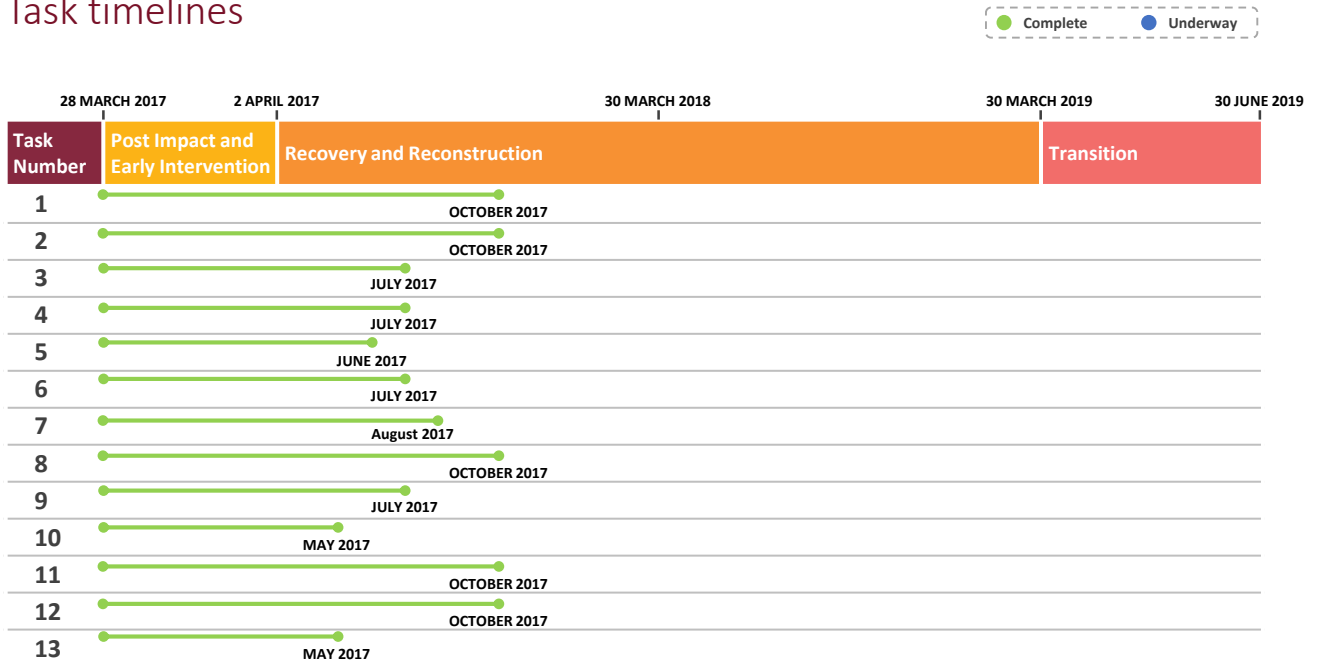 Task timelines
Complete Underway
28 MARCH 2017 2 APRIL 2017 30 MARCH 2018 30 MARCH 2019 30 JUNE 2019
Task Number
Post Impact and Early Intervention
Recovery and Reconstruction
Transition
1
OCTOBER 2017
2
OCTOBER 2017
3
JULY 2017
4
JULY 2017
5
JUNE 2017
6
JULY 2017
7
August 2017
8
OCTOBER 2017
9
JULY 2017
10
MAY 2017
11
OCTOBER 2017
12
OCTOBER 2017
13
MAY 2017